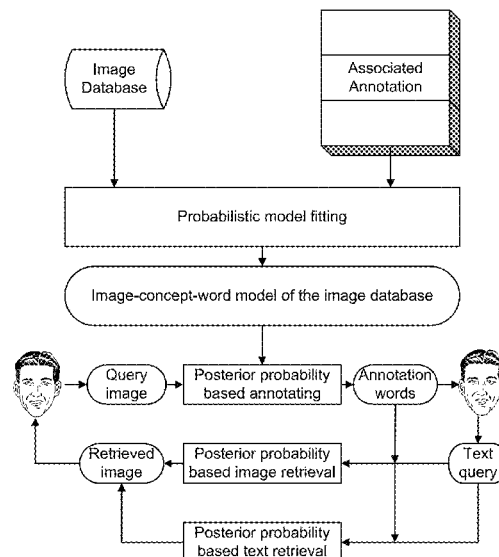 Image
Database
Associated
Annotation
Probabilistic model fitting
Image-concept-word model of the image database
Query
image
Posterior probability
based annotating
Annotation
words
Retrieved
image
Posterior probability
based image retrieval
Text
query
Posterior probability
based text retrieval